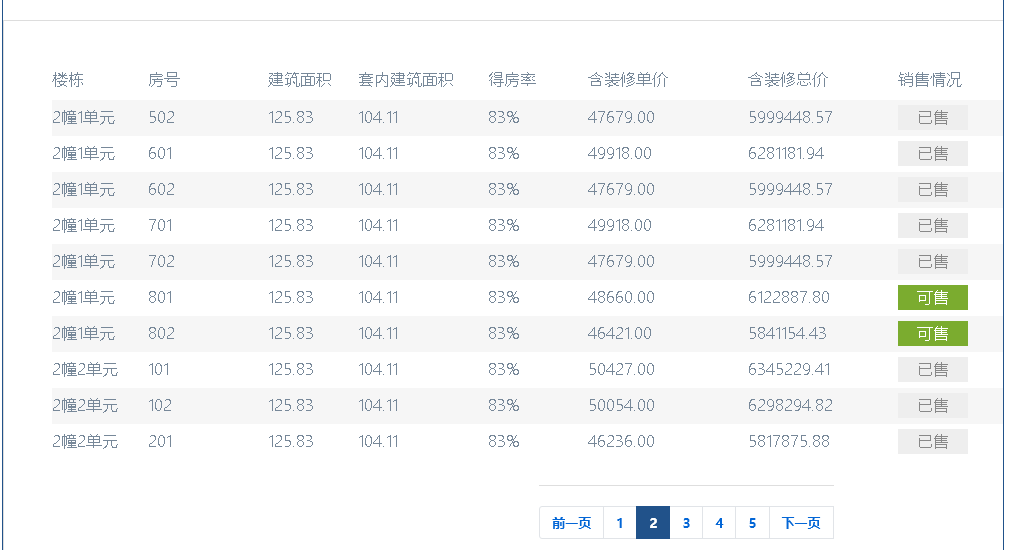 楼栋 房号 建筑面积 套内建筑面积 得房率 含装修单价 含装修总价 销售情况
2幢1单元 502 125.83 104.11 83% 47679.00 5999448.57 已售
2幢1单元 601 125.83 104.11 83% 49918.00 6281181.94 已售
2幢1单元 602 125.83 104.11 83% 47679.00 5999448.57 已售
2幢1单元 701 125.83 104.11 83% 49918.00 6281181.94 已售
2幢1单元 702 125.83 104.11 83% 47679.00 5999448.57 已售
2幢1单元 801 125.83 104.11 83% 48660.00 6122887.80 可售
2幢1单元 802 125.83 104.11 83% 46421.00 5841154.43 可售
2幢2单元 101 125.83 104.11 83% 50427.00 6345229.41 已售
2幢2单元 102 125.83 104.11 83% 50054.00 6298294.82 已售
2幢2单元 201 125.83 104.11 83% 46236.00 5817875.88 已售
前一页 1 2 3 4 5 下一页